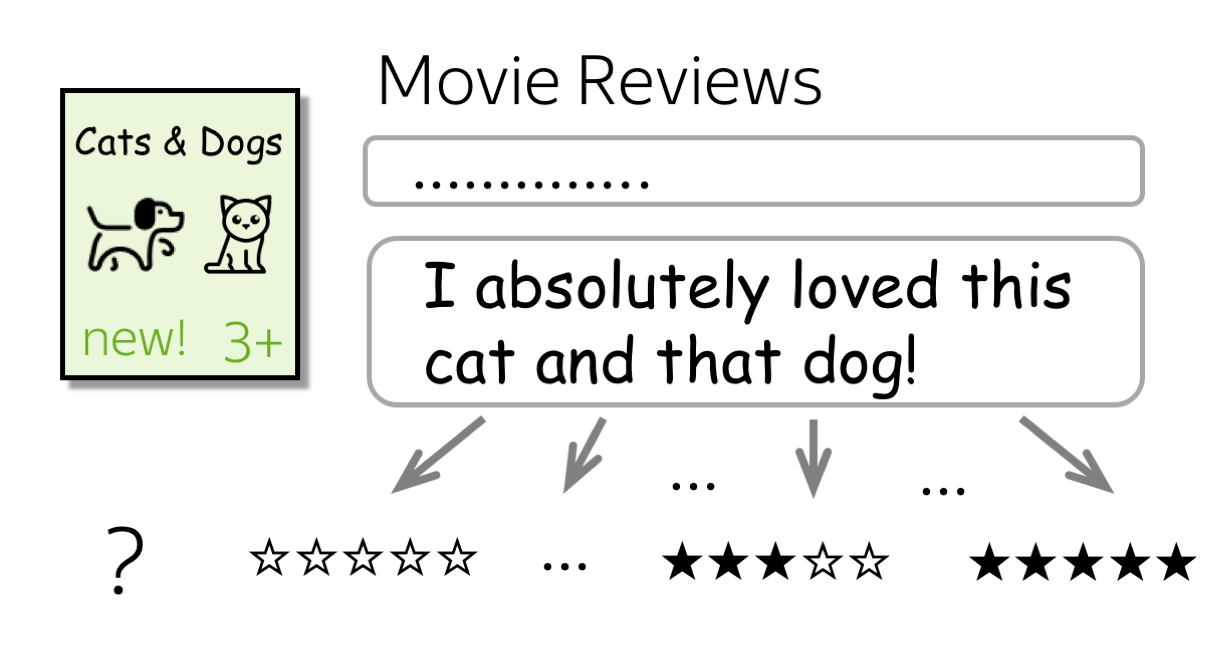 Movie Reviews
Cats & Dogs
new! 3+
..............
I absolutely loved this
cat and that dog!
... ...
? ☆☆☆☆☆ ... ★★★☆☆ ★★★★★